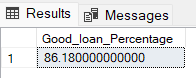 Results Messages
Good_loan_Percentage
1 86.180000000000